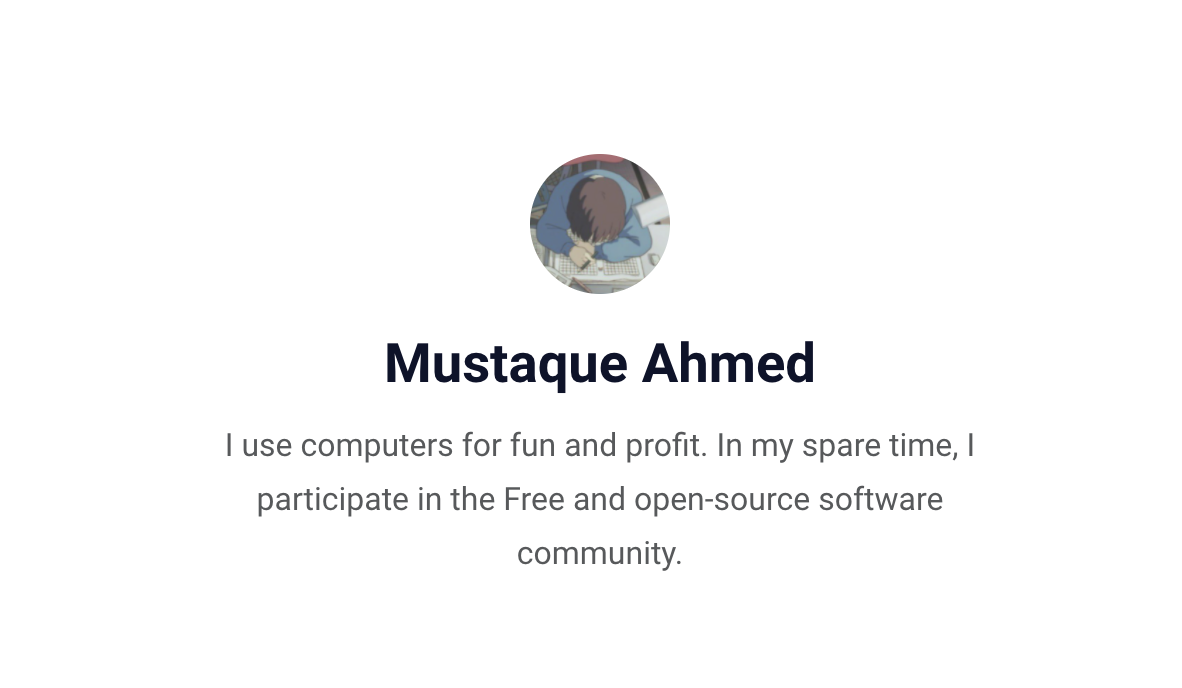 Mustaque Ahmed
I use computers for fun and profit. In my spare time, I
participate in the Free and open-source software
community.